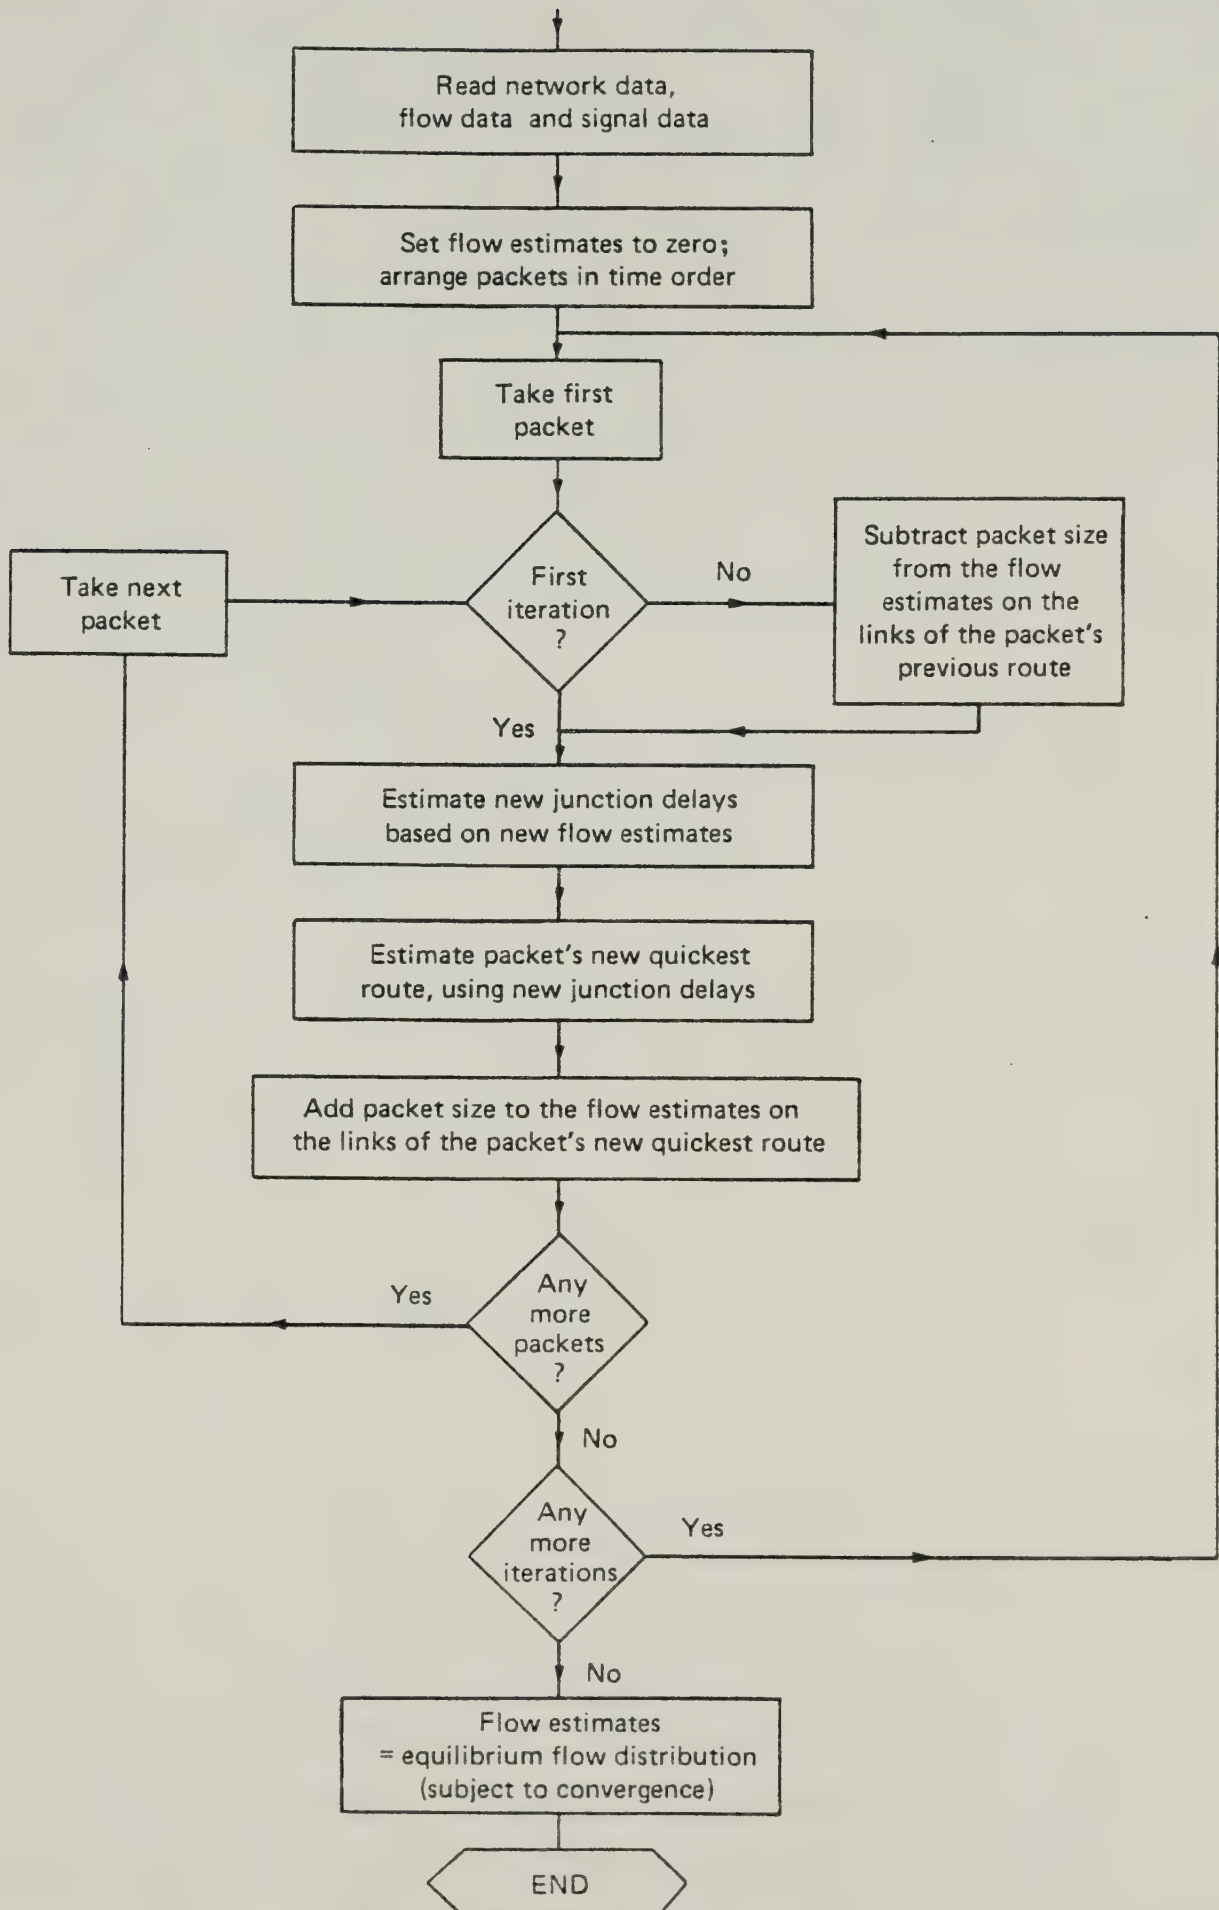 Read network data,
flow data and signal data
Set flow estimates to zero;
arrange packets in time order
Take first
packet
First
iteration
?
No
Subtract packet size
from the flow
estimates on the
links of the packet's
previous route
Take next
packet
Yes
Estimate new junction delays
based on new flow estimates
Estimate packet's new quickest
route, using new junction delays
Add packet size to the flow estimates on
the links of the packet's new quickest route
Any
more
packets
?
Yes
No
Any
more
iterations
?
Yes
No
Flow estimates
= equilibrium flow distribution
(subject to convergence)
END